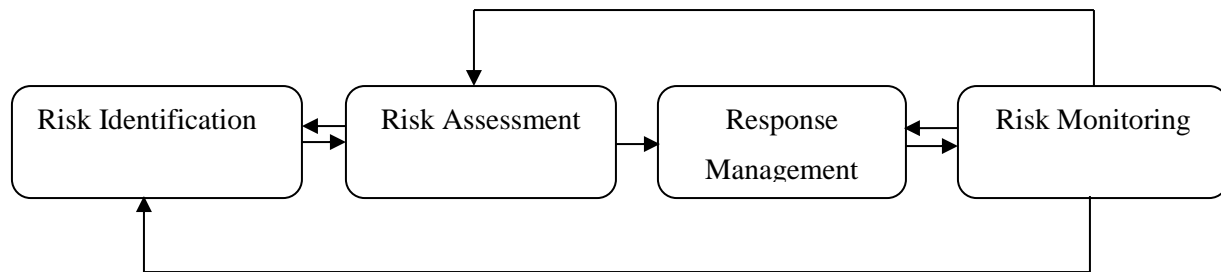 Risk Identification
Risk Assessment
Response
Management
Risk Monitoring